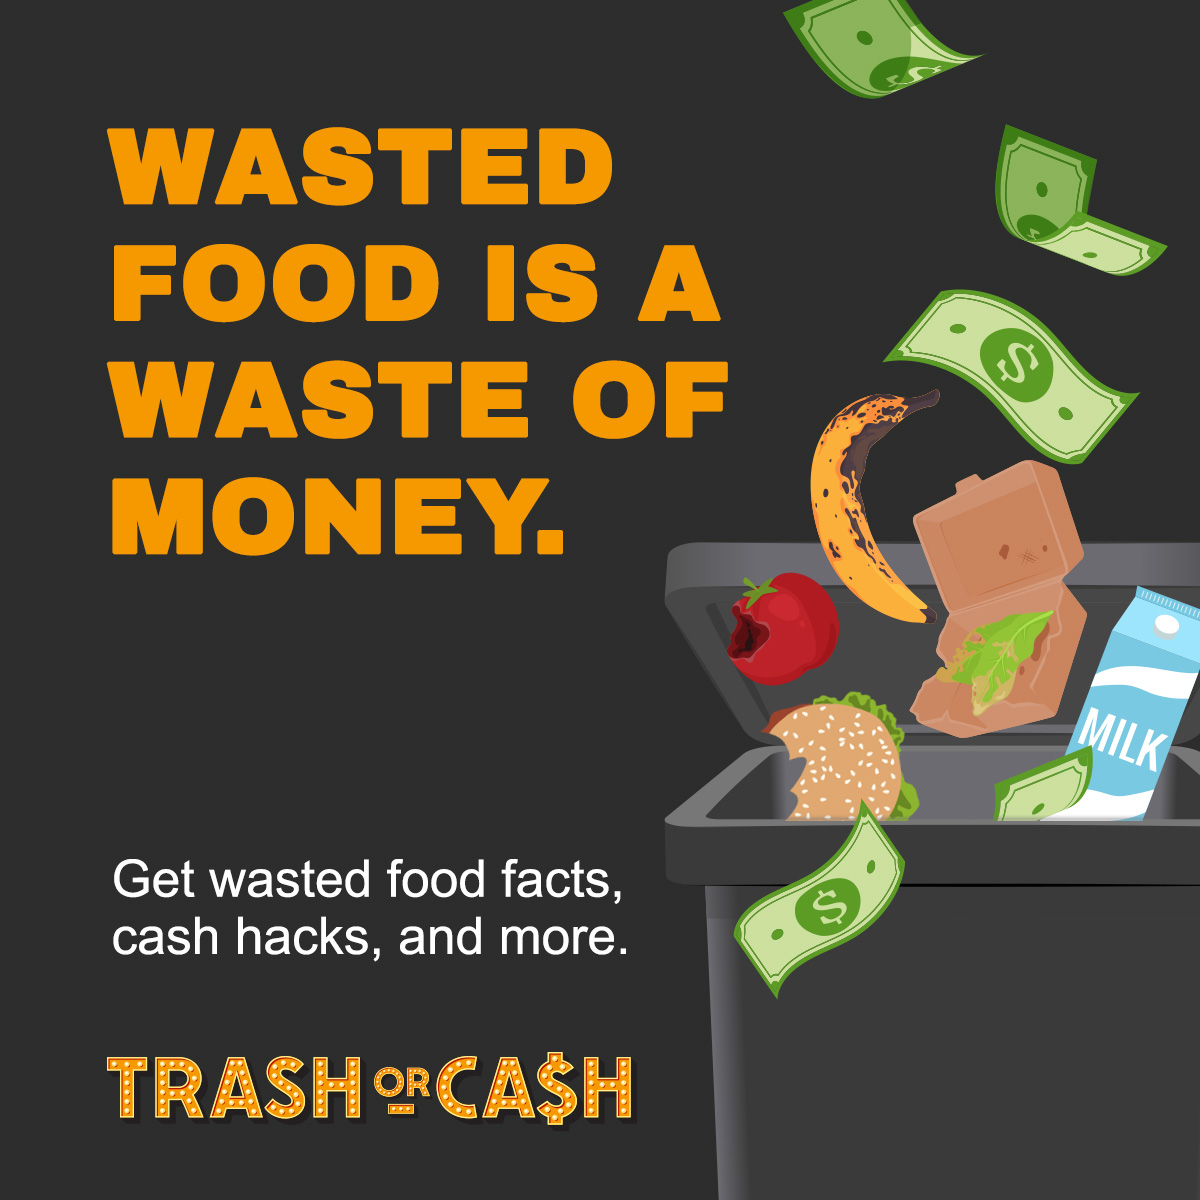 WASTED
FOOD IS A
WASTE OF
MONEY.
$
MILK
Get wasted food facts,
cash hacks, and more.
$
TRASH OR CA$H